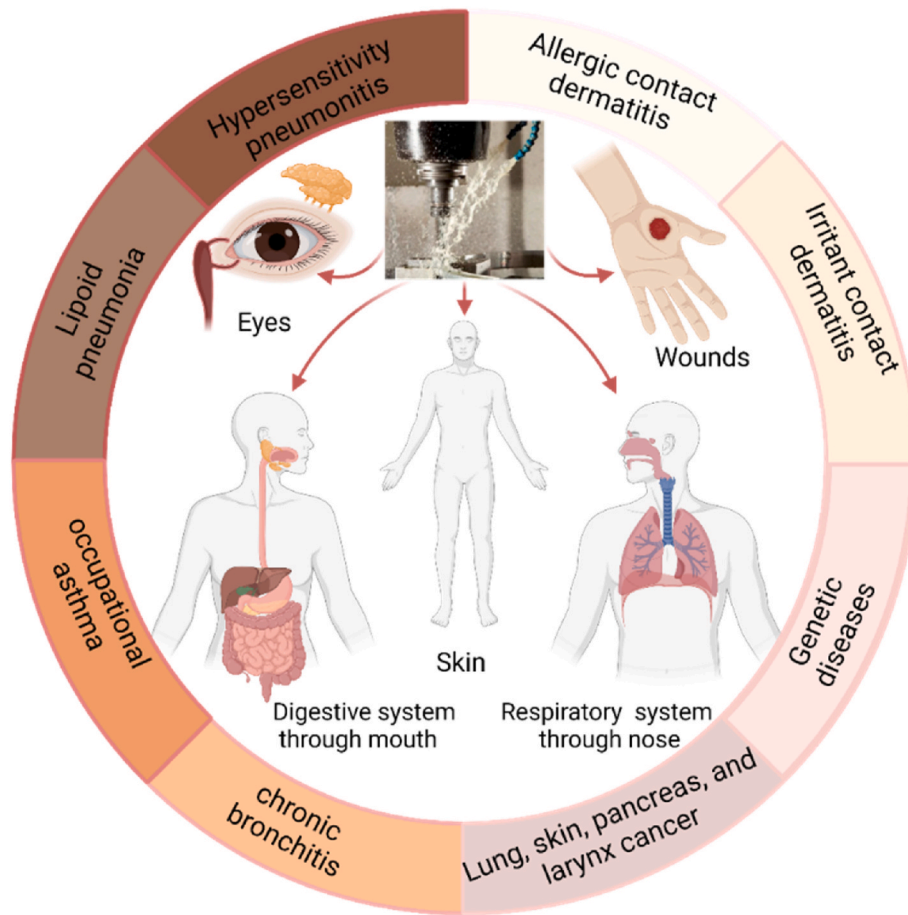 Hypersensitivity
pneumonitis
Allergic contact
dermatitis
Irritant contact
dermatitis
Genetic
diseases
Lung, skin, pancreas, and
larynx cancer
chronic
bronchitis
occupational
asthma
Lipoid
pneumonia
Eyes
Wounds
Skin
Digestive system
through mouth
Respiratory system
through nose